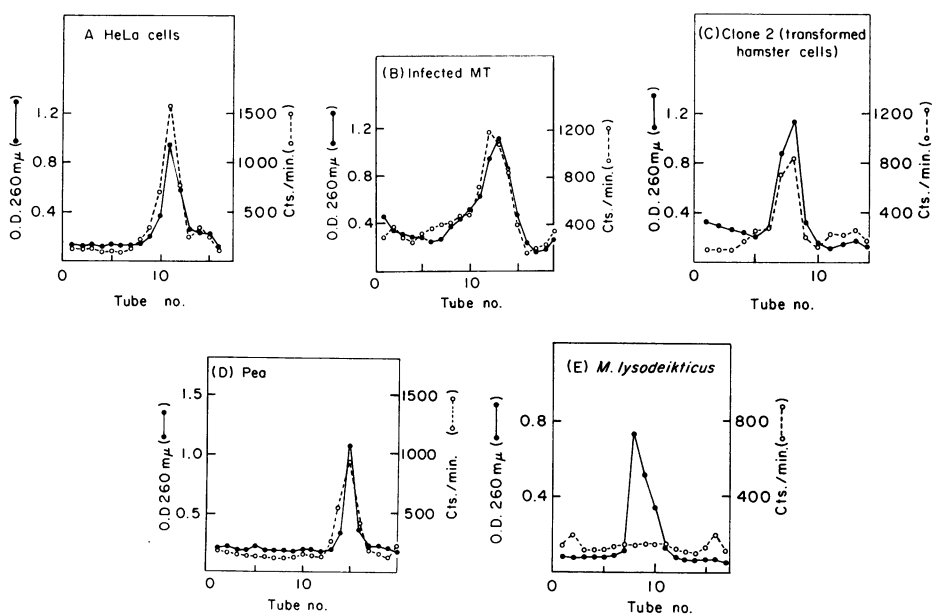 A HeLa cells
O.D. 260 mμ (●—●)
1.2
0.8
0.4
1500
1000
500
Cts./min. (○---○)
0
10
Tube no.
(B) Infected MT
O.D. 260mμ (●—●)
1.2
0.8
0.4
1200
800
400
Cts./min. (○---○)
0
10
Tube no.
(C) Clone 2 (transformed
hamster cells)
O.D. 260mμ (●—●)
1.2
0.8
0.4
1200
800
400
Cts./min. (○---○)
0
10
Tube no.
(D) Pea
O.D 260 mμ (●—●)
1.5
1.0
0.5
1500
1000
500
Cts./min. (○---○)
0
10
Tube no.
(E) M. lysodeikticus
O.D. 260 mμ (●—●)
0.8
0.4
800
400
Cts./min.(○---○)
0
10
Tube no.